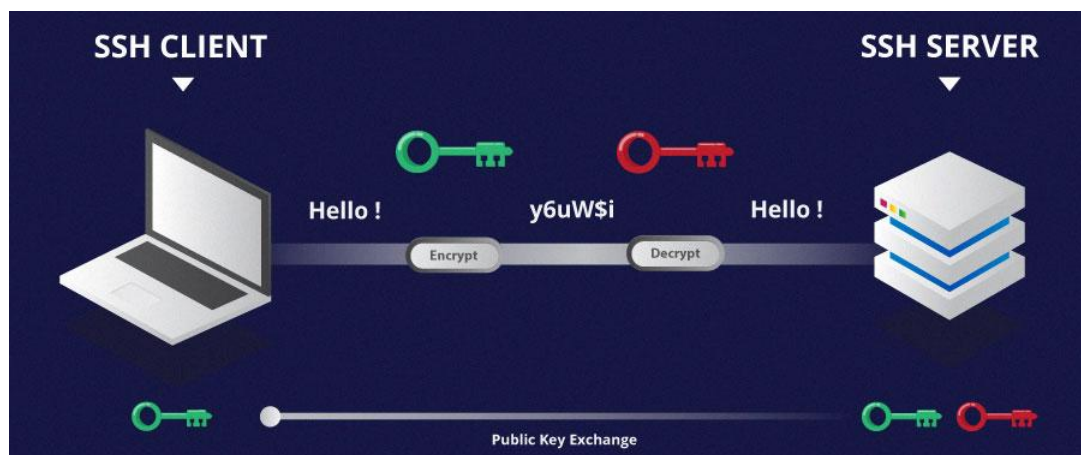 SSH CLIENT
SSH SERVER
Hello !
y6uW$i
Hello !
Encrypt
Decrypt
Public Key Exchange